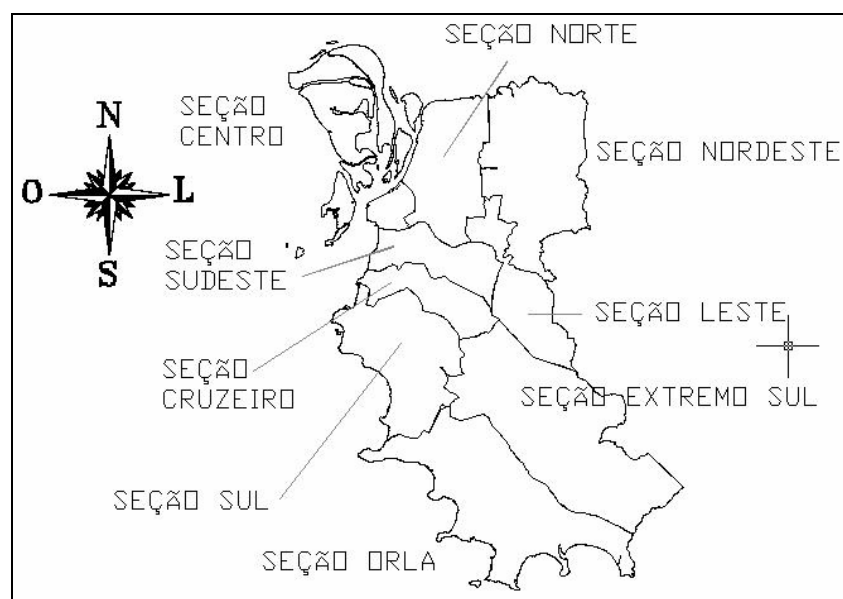 SEÇÃO NORTE
SEÇÃO
CENTRO
N
SEÇÃO NORDESTE
O
L
S
SEÇÃO
SUDESTE
SEÇÃO LESTE
SEÇÃO
CRUZEIRO
SEÇÃO EXTREMO SUL
SEÇÃO SUL
SEÇÃO ORLA